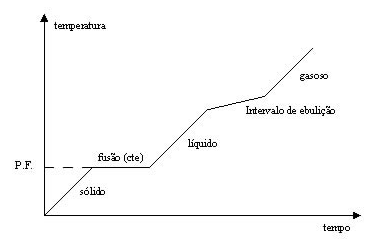 temperatura
gasoso
Intervalo de ebulição
fusão (cte)
líquido
P.F.
sólido
tempo